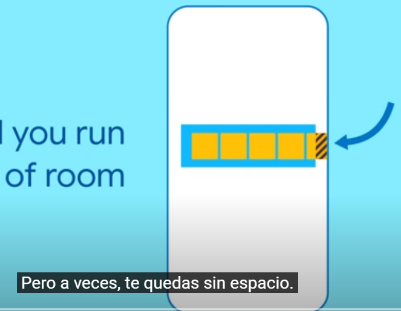 you run
of room
Pero a veces, te quedas sin espacio.